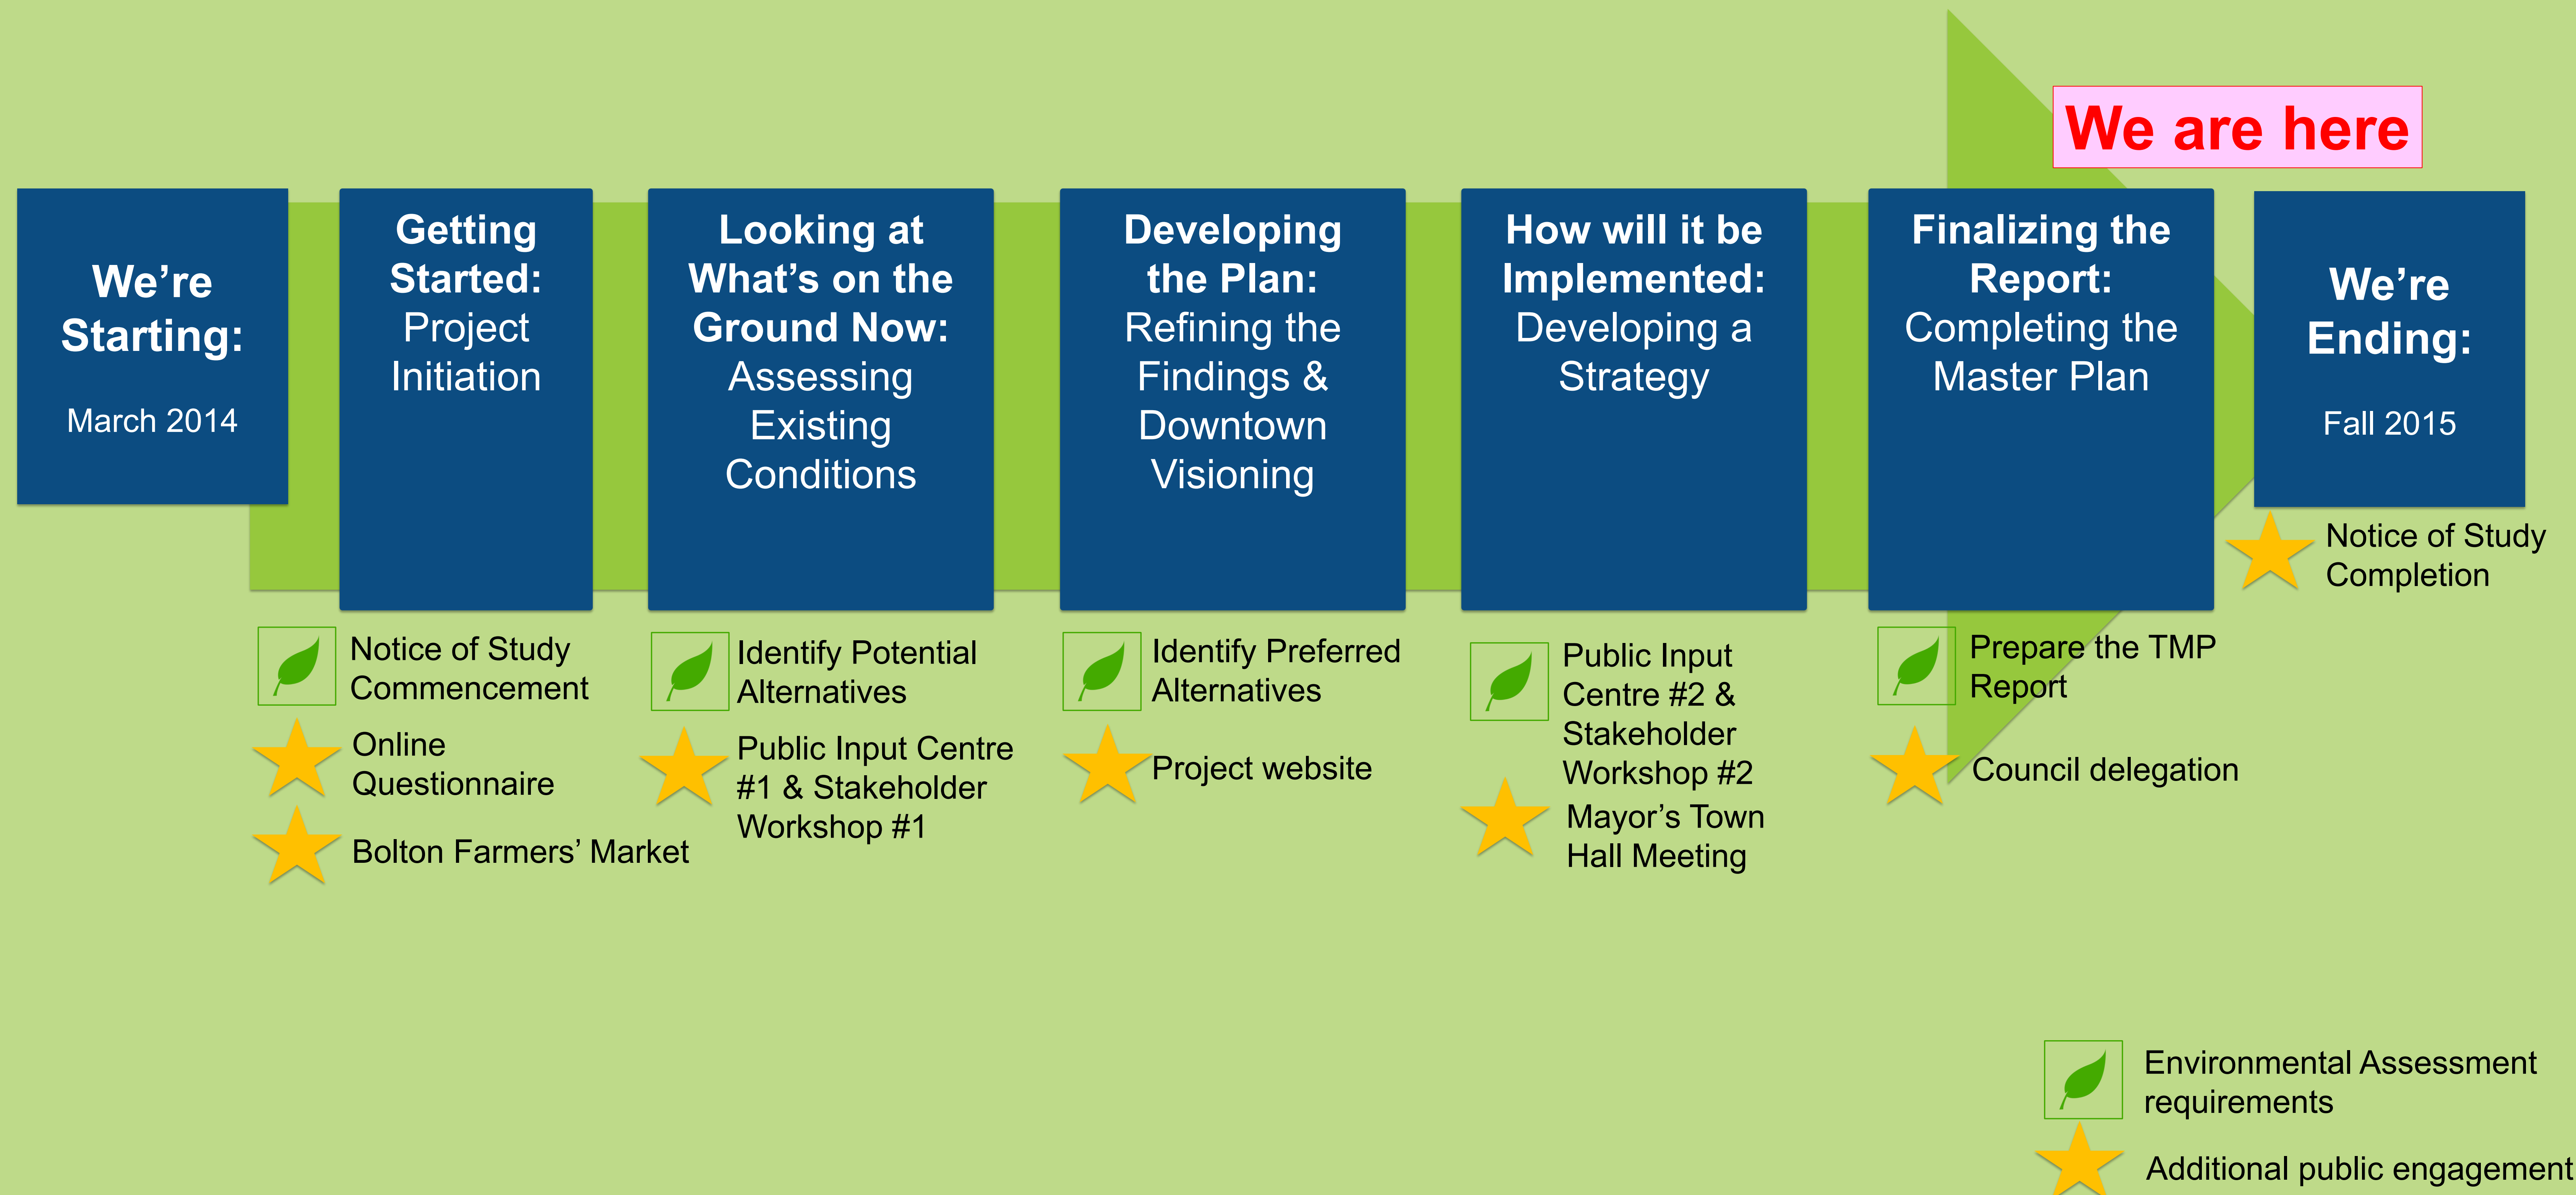 We are here
We’re
Starting:
March 2014
Getting
Started:
Project
Initiation
Looking at
What’s on the
Ground Now:
Assessing
Existing
Conditions
Developing
the Plan:
Refining the
Findings &
Downtown
Visioning
How will it be
Implemented:
Developing a
Strategy
Finalizing the
Report:
Completing the
Master Plan
We’re
Ending:
Fall 2015
Notice of Study
Commencement
Online
Questionnaire
Bolton Farmers’ Market
Identify Potential
Alternatives
Public Input Centre
#1 & Stakeholder
Workshop #1
Identify Preferred
Alternatives
Project website
Public Input
Centre #2 &
Stakeholder
Workshop #2
Mayor’s Town
Hall Meeting
Prepare the TMP
Report
Council delegation
Notice of Study
Completion
Environmental Assessment
requirements
Additional public engagement